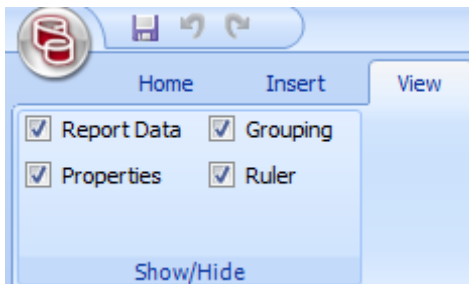 Home Insert View
Report Data Grouping
Properties Ruler
Show/Hide